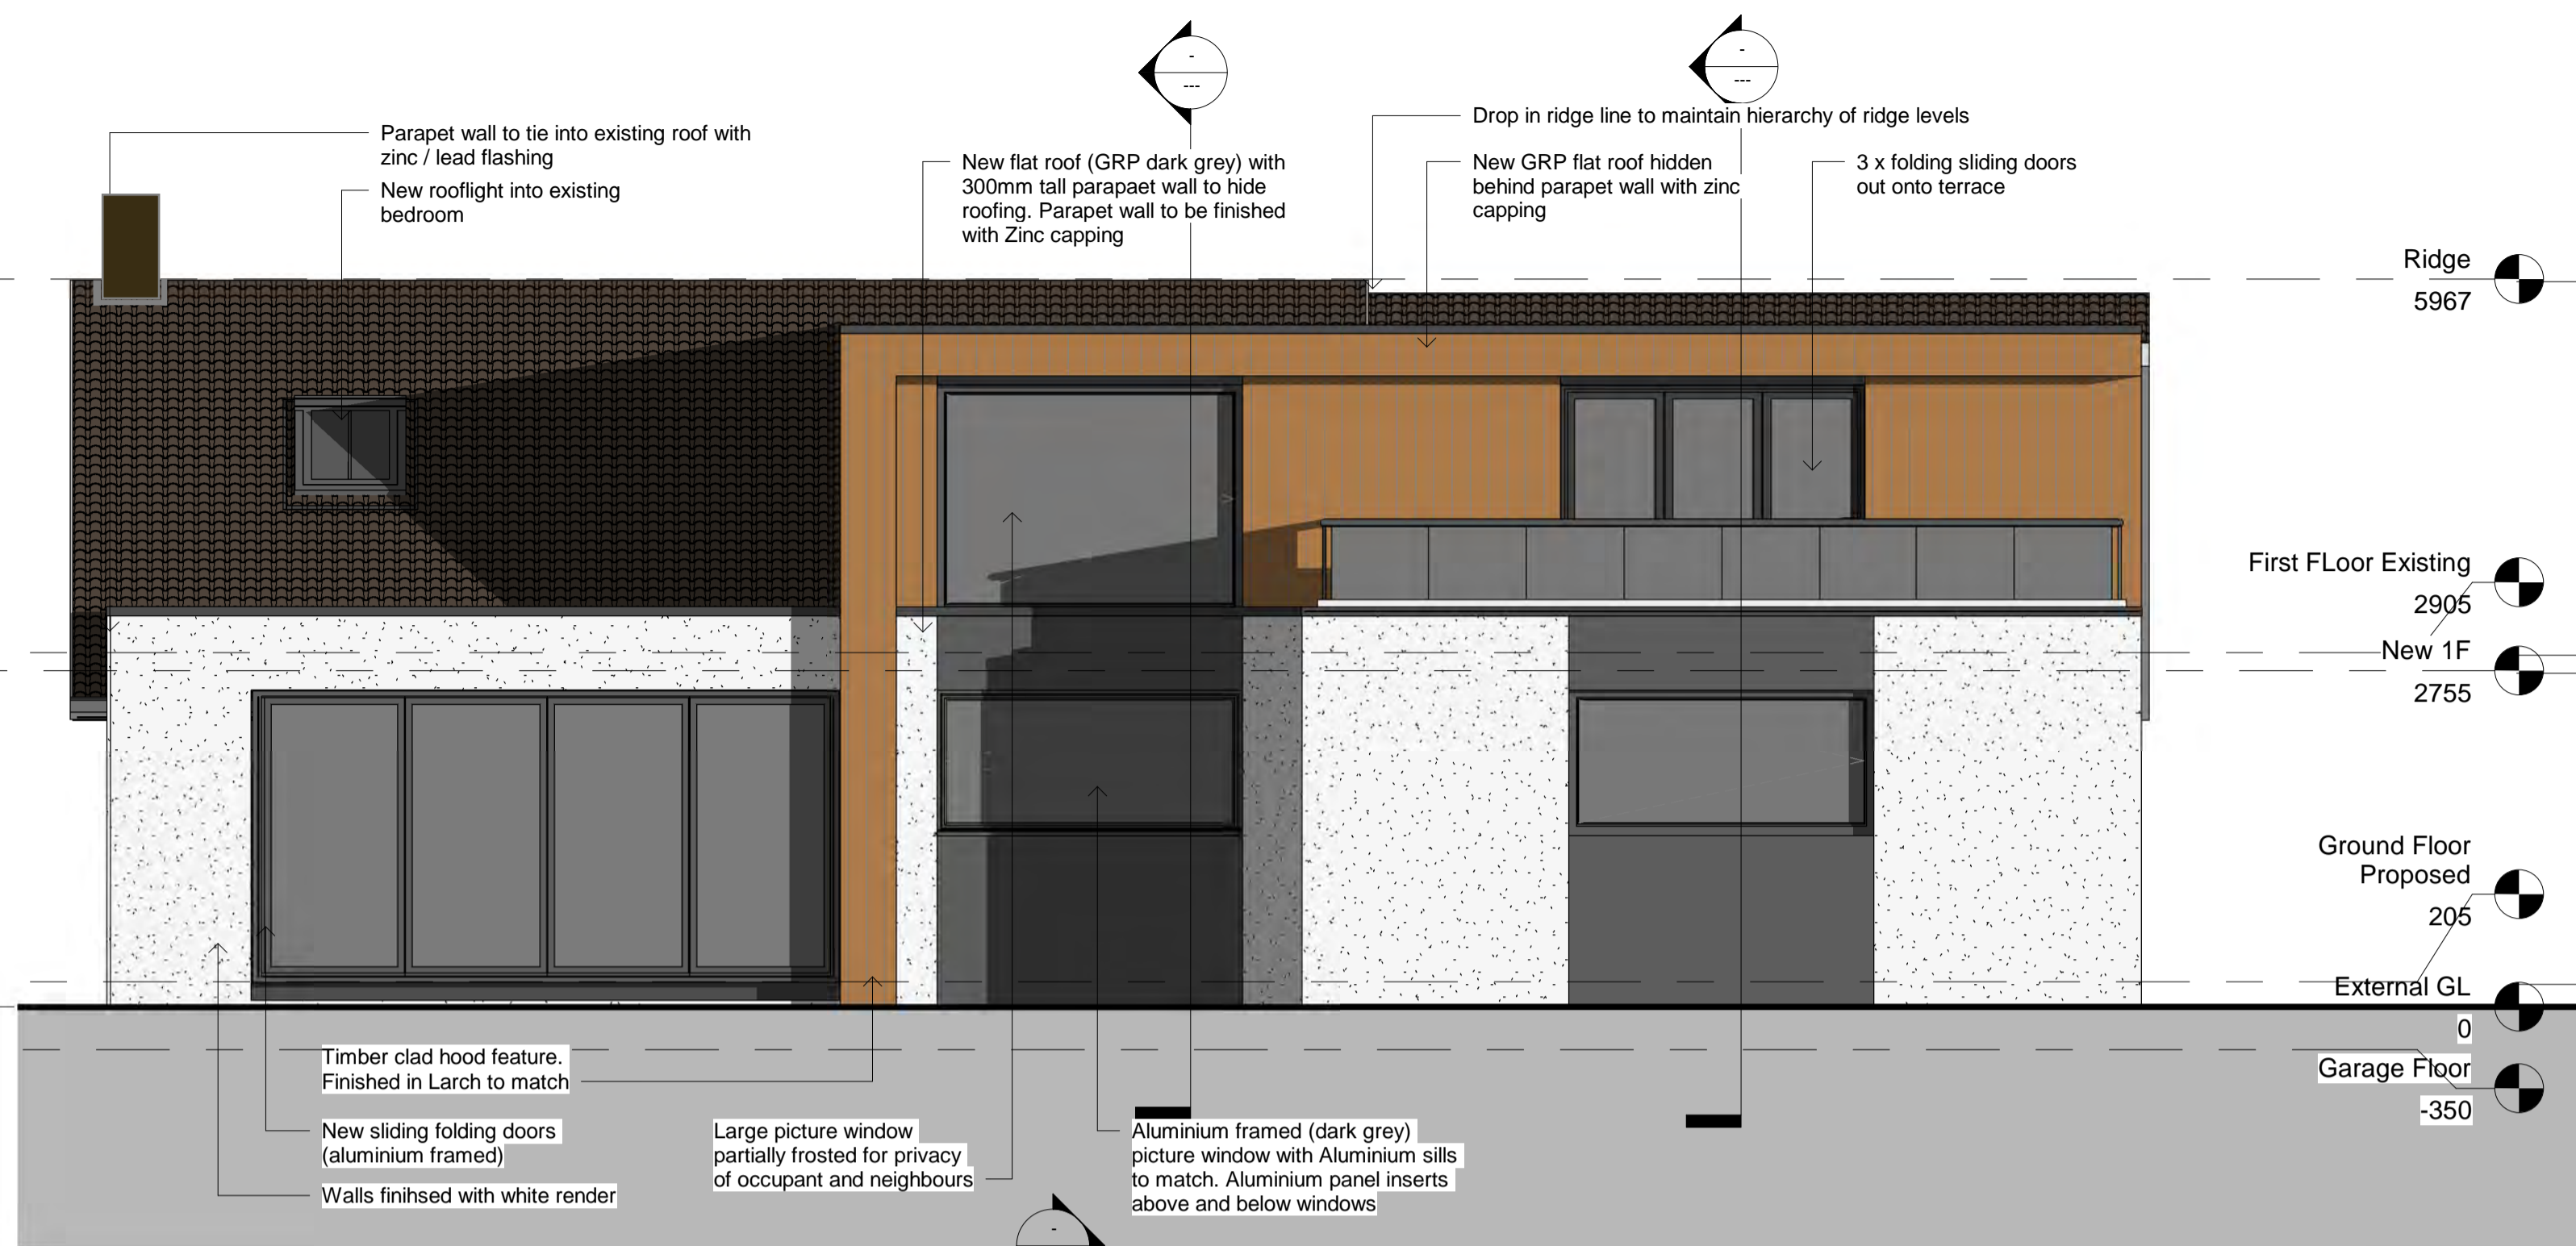 -
---
-
---
Drop in ridge line to maintain hierarchy of ridge levels
Parapet wall to tie into existing roof with
zinc / lead flashing
New rooflight into existing
bedroom
New flat roof (GRP dark grey) with
300mm tall parapaet wall to hide
roofing. Parapet wall to be finished
with Zinc capping
New GRP flat roof hidden
behind parapet wall with zinc
capping
3 x folding sliding doors
out onto terrace
Ridge
5967
First FLoor Existing
2905
New 1F
2755
Ground Floor
Proposed
205
External GL
0
Garage Floor
-350
Timber clad hood feature.
Finished in Larch to match
New sliding folding doors
(aluminium framed)
Walls finihsed with white render
Large picture window
partially frosted for privacy
of occupant and neighbours
Aluminium framed (dark grey)
picture window with Aluminium sills
to match. Aluminium panel inserts
above and below windows
-